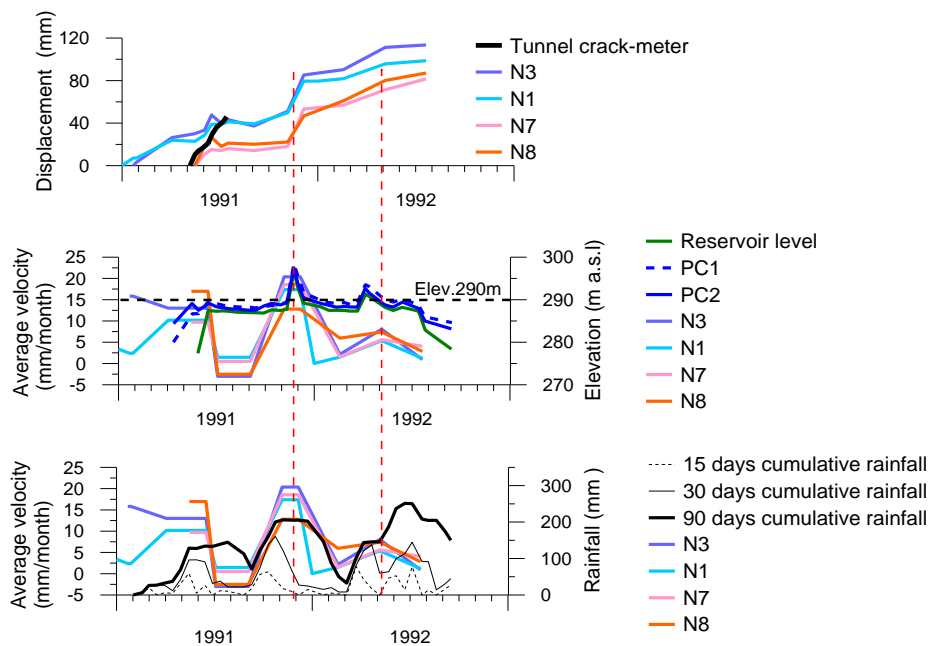 Displacement (mm)
120
80
40
0
1991
1992
Tunnel crack-meter
N3
N1
N7
N8
Average velocity
(mm/month)
25
20
15
10
5
0
-5
Elev.290m
300
290
280
270
Elevation (m a.s.l)
1991
1992
Reservoir level
PC1
PC2
N3
N1
N7
N8
Average velocity
(mm/month)
25
20
15
10
5
0
-5
300
200
100
0
Rainfall (mm)
1991
1992
15 days cumulative rainfall
30 days cumulative rainfall
90 days cumulative rainfall
N3
N1
N7
N8